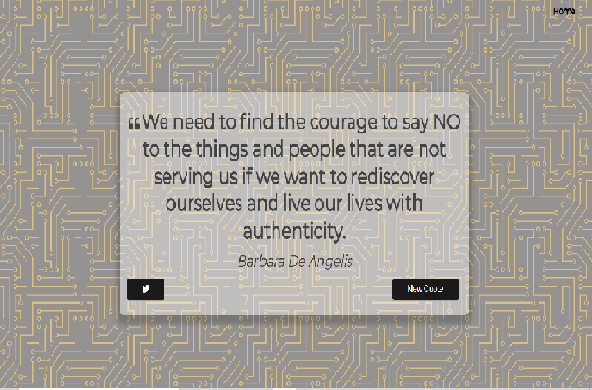 Home
“We need to find the courage to say NO
to the things and people that are not
serving us if we want to rediscover
ourselves and live our lives with
authenticity.
Barbara De Angelis
New Quote